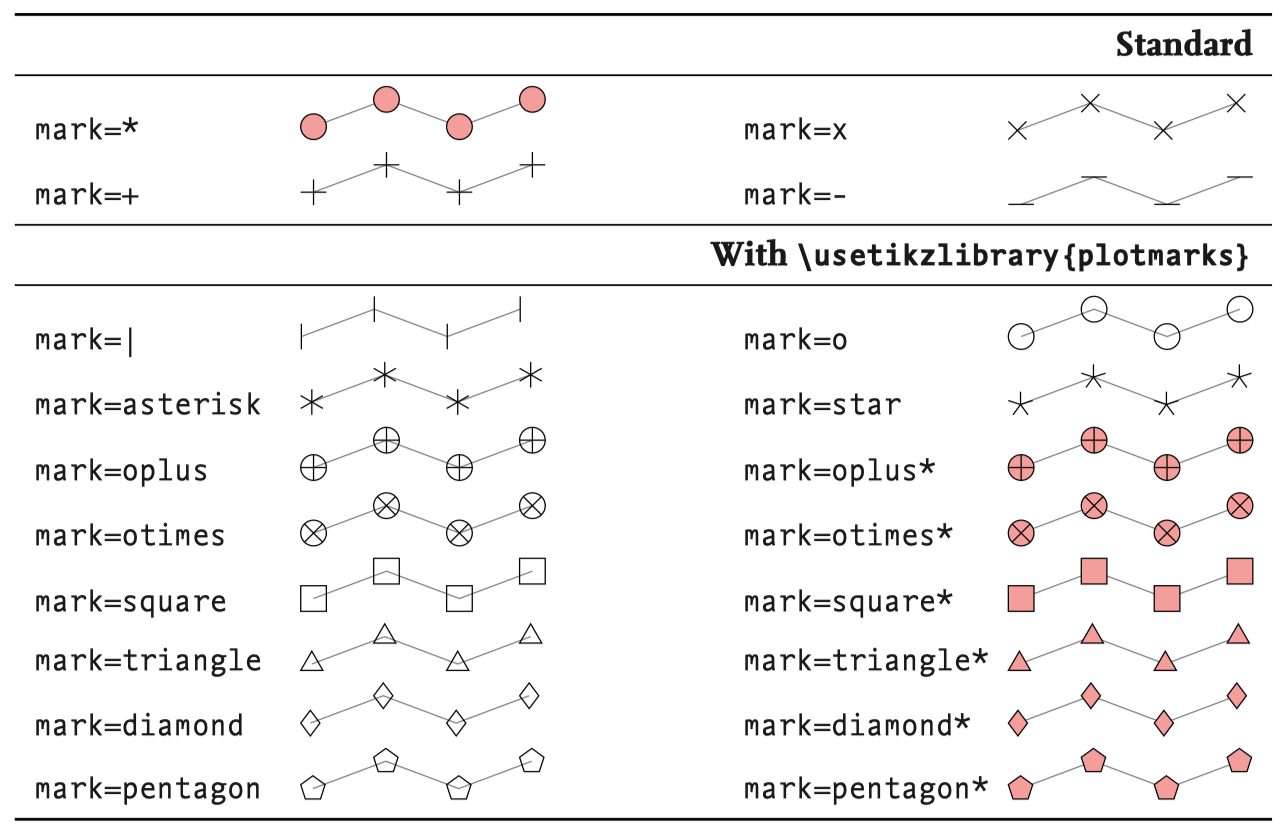 Standard
mark=* mark=x
mark=+ mark=-
With \usetikzlibrary{plotmarks}
mark=| mark=o
mark=asterisk mark=star
mark=oplus mark=oplus*
mark=otimes mark=otimes*
mark=square mark=square*
mark=triangle mark=triangle*
mark=diamond mark=diamond*
mark=pentagon mark=pentagon*